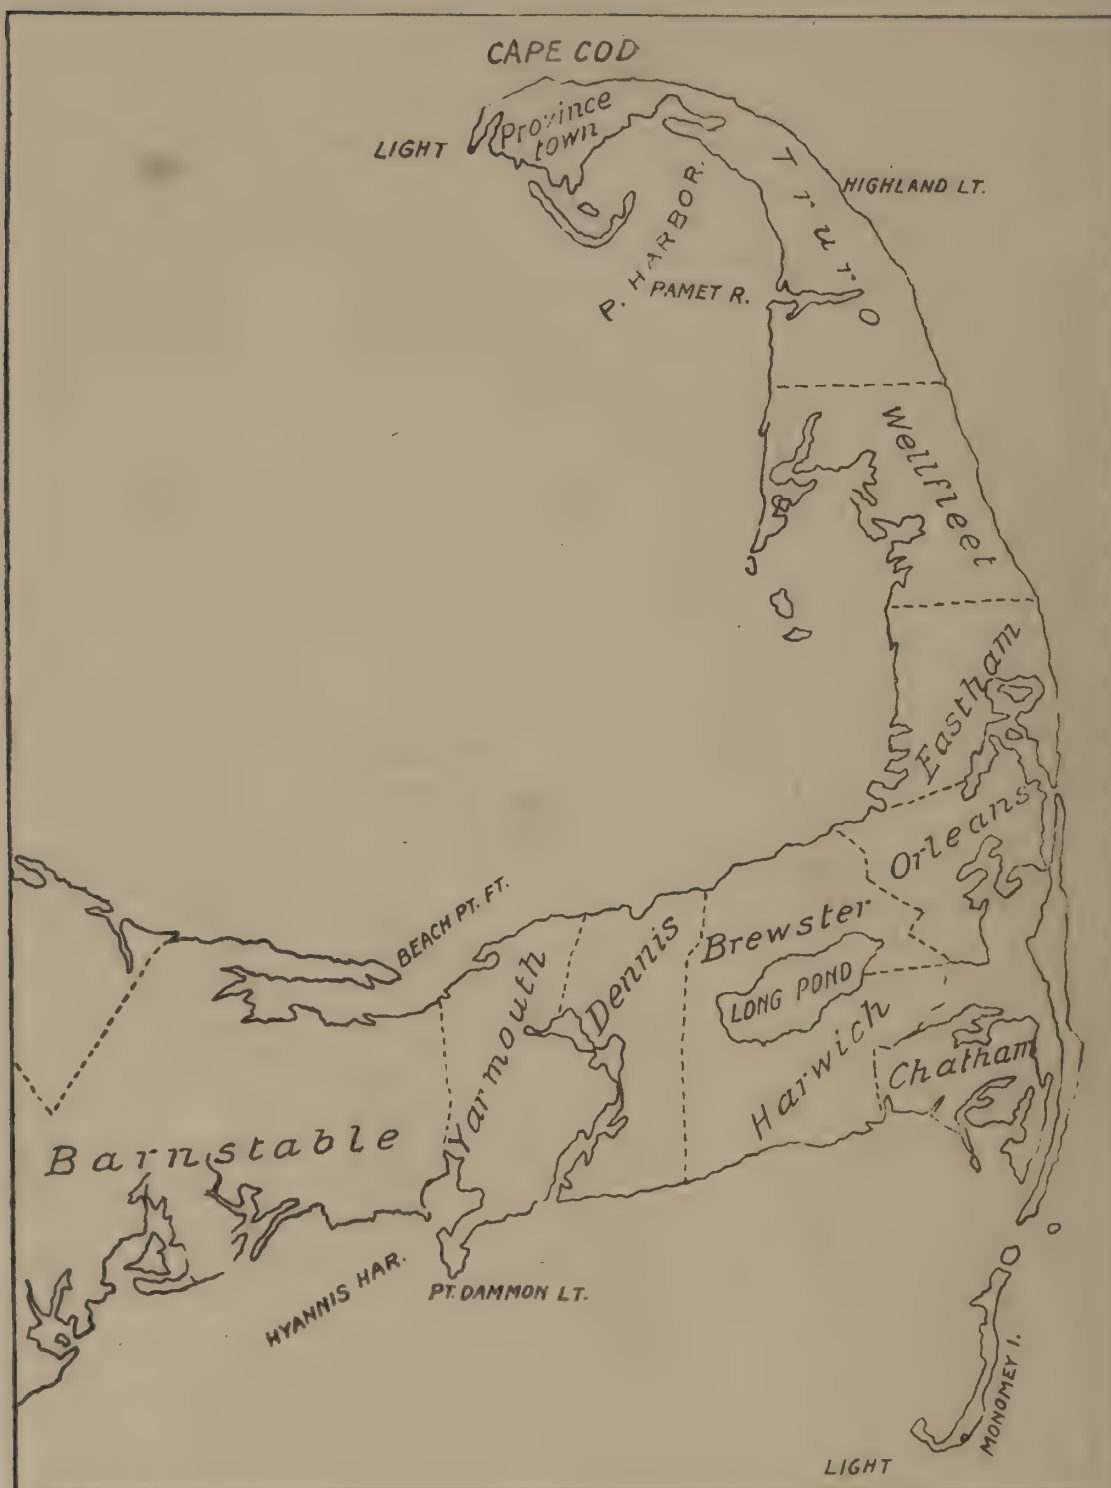 CAPE COD
Province
town
LIGHT
HIGHLAND LT.
Truro
P. HARBOR.
PAMET R.
Wellfleet
Eastham
Orleans
BEACH PT. FT.
Brewster
Dennis
Yarmouth
LONG POND
Harwich
Chatham
Barnstable
HYANNIS HAR.
PT. DAMMON LT.
MONOMEY I.
LIGHT